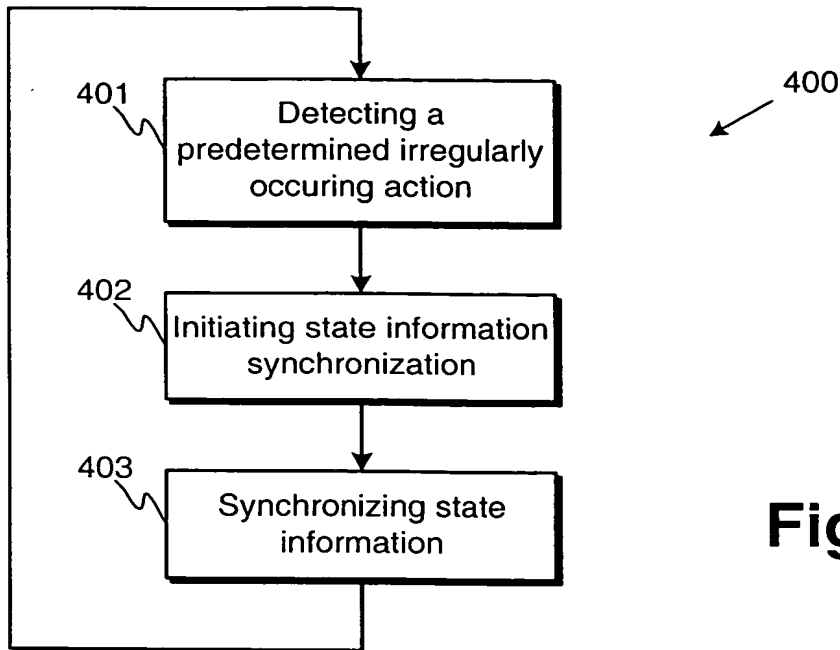 401
Detecting a
predetermined irregularly
occuring action
400
402
Initiating state information
synchronization
403
Synchronizing state
information
Fig